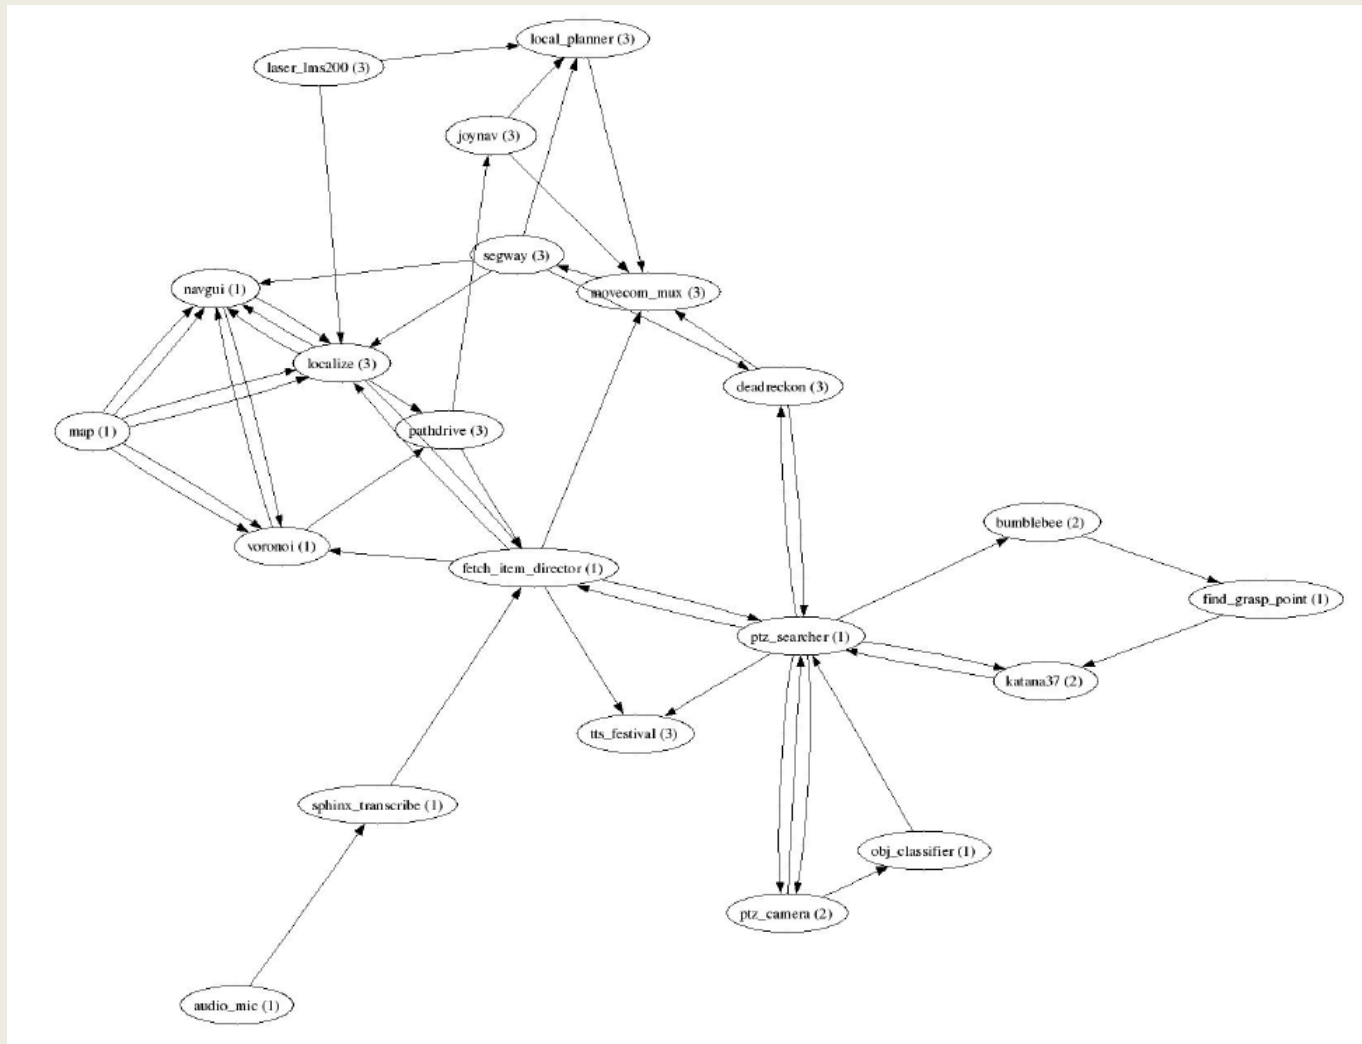 local_planner (3)
laser_lms200 (3)
joynav (3)
segway (3)
navgui (1)
movecom_mux (3)
localize (3)
deadreckon (3)
map (1)
pathdrive (3)
bumblebee (2)
voronoi (1)
fetch_item_director (1)
find_grasp_point (1)
ptz_searcher (1)
katana37 (2)
tts_festival (3)
sphinx_transcribe (1)
obj_classifier (1)
ptz_camera (2)
audio_mic (1)